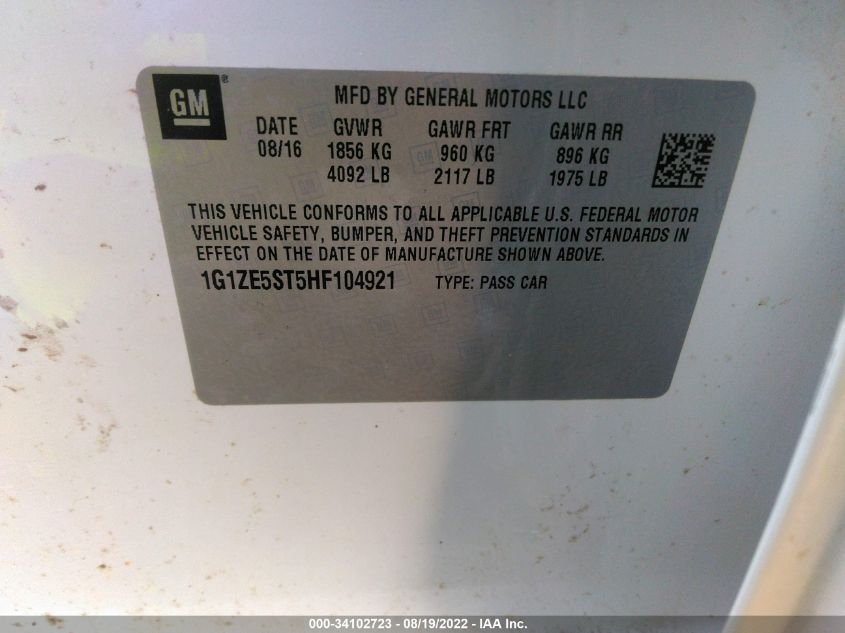 GM ®
MFD BY GENERAL MOTORS LLC
DATE GVWR GAWR FRT GAWR RR
08/16 1856 KG 960 KG 896 KG
4092 LB 2117 LB 1975 LB
THIS VEHICLE CONFORMS TO ALL APPLICABLE U.S. FEDERAL MOTOR
VEHICLE SAFETY, BUMPER, AND THEFT PREVENTION STANDARDS IN
EFFECT ON THE DATE OF MANUFACTURE SHOWN ABOVE.
1G1ZE5ST5HF104921 TYPE: PASS CAR
000-34102723 - 08/19/2022 - IAA Inc.